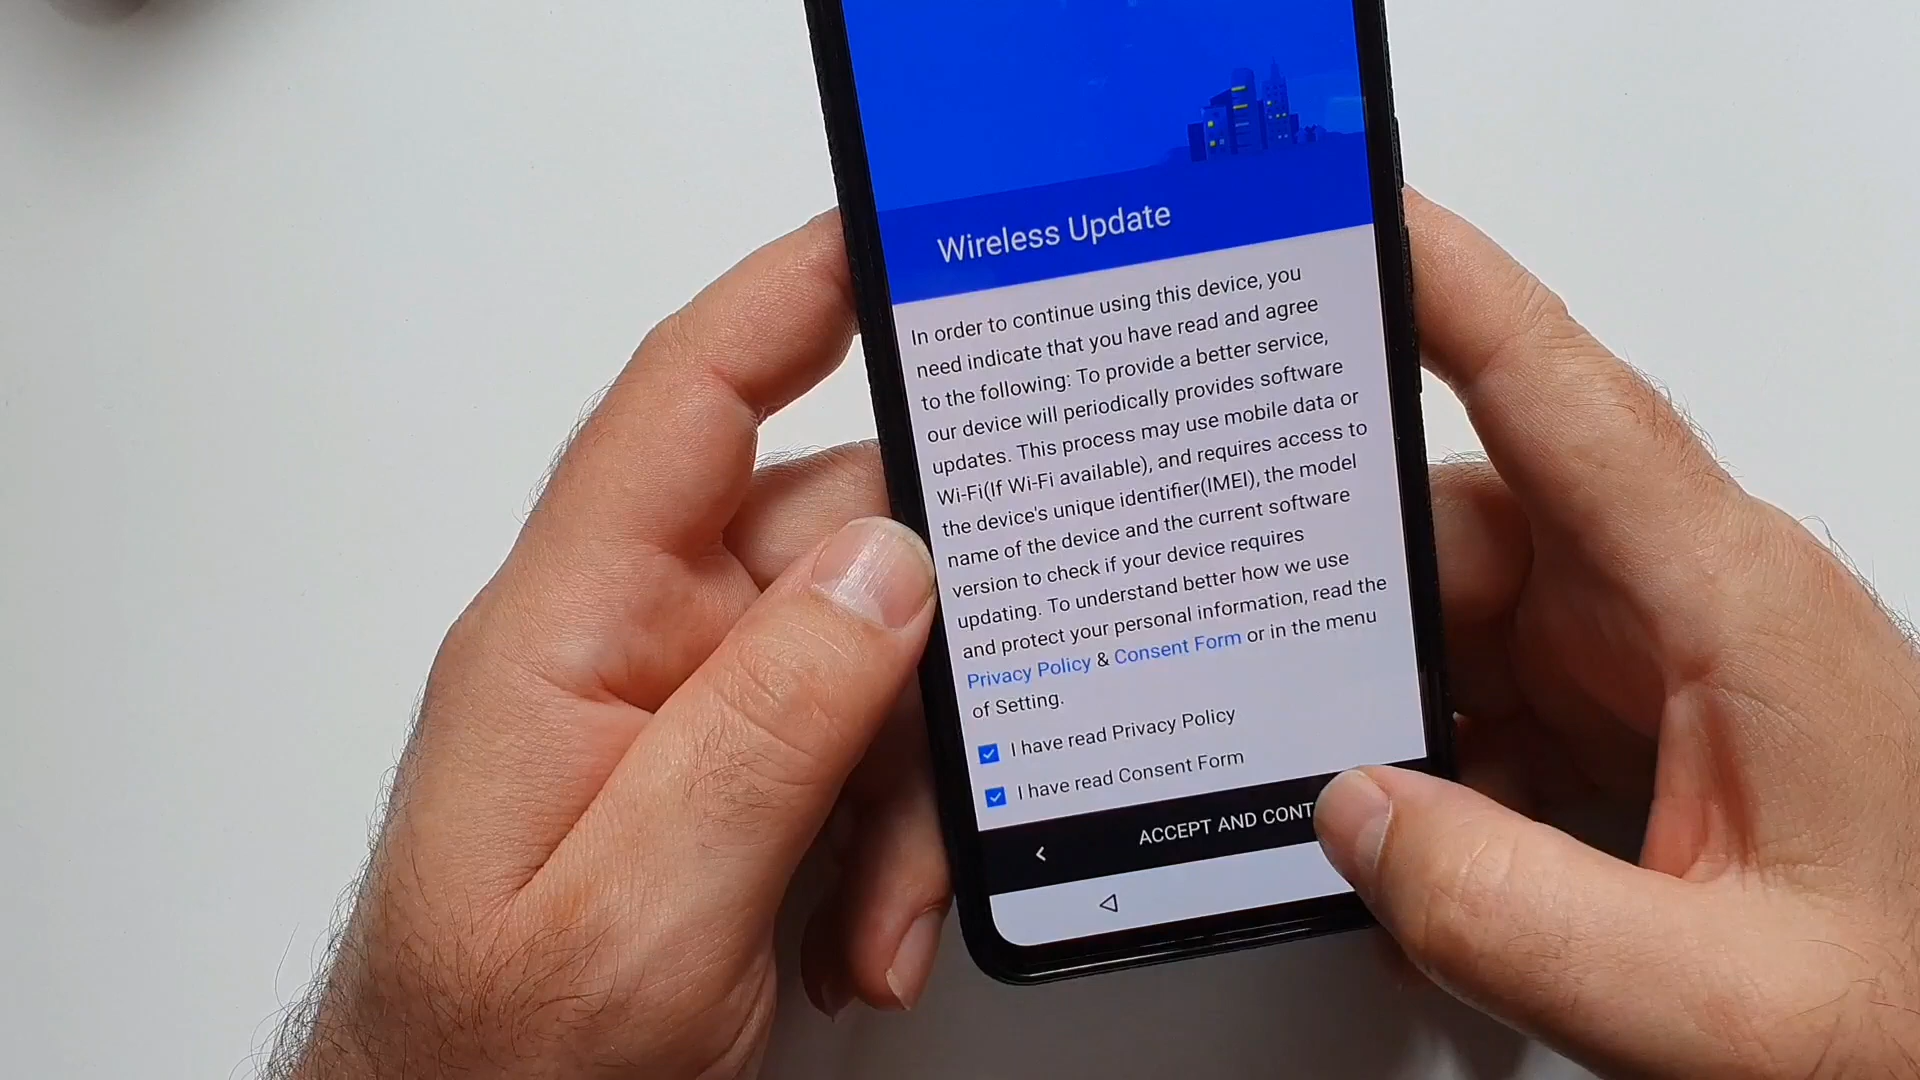 Wireless Update
In order to continue using this device, you
need indicate that you have read and agree
to the following: To provide a better service,
our device will periodically provides software
updates. This process may use mobile data or
Wi-Fi(If Wi-Fi available), and requires access to
the device's unique identifier(IMEI), the model
name of the device and the current software
version to check if your device requires
updating. To understand better how we use
and protect your personal information, read the
Privacy Policy & Consent Form or in the menu
of Setting.
I have read Privacy Policy
I have read Consent Form
ACCEPT AND CONT